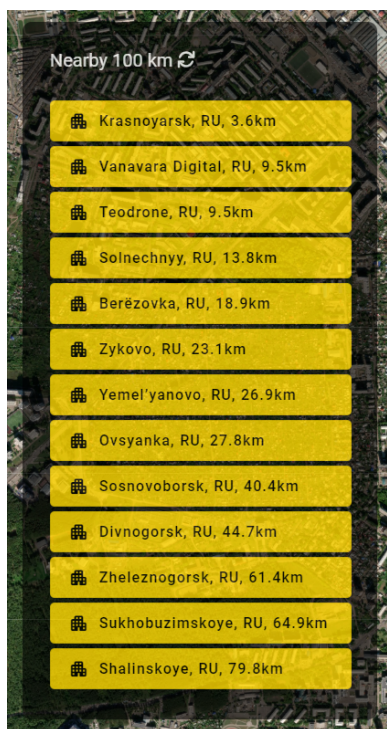 Nearby 100 km
Krasnoyarsk, RU, 3.6km
Vanavara Digital, RU, 9.5km
Teodrone, RU, 9.5km
Solnechnyy, RU, 13.8km
Berëzovka, RU, 18.9km
Zykovo, RU, 23.1km
Yemel'yanovo, RU, 26.9km
Ovsyanka, RU, 27.8km
Sosnovoborsk, RU, 40.4km
Divnogorsk, RU, 44.7km
Zheleznogorsk, RU, 61.4km
Sukhobuzimskoye, RU, 64.9km
Shalinskoye, RU, 79.8km